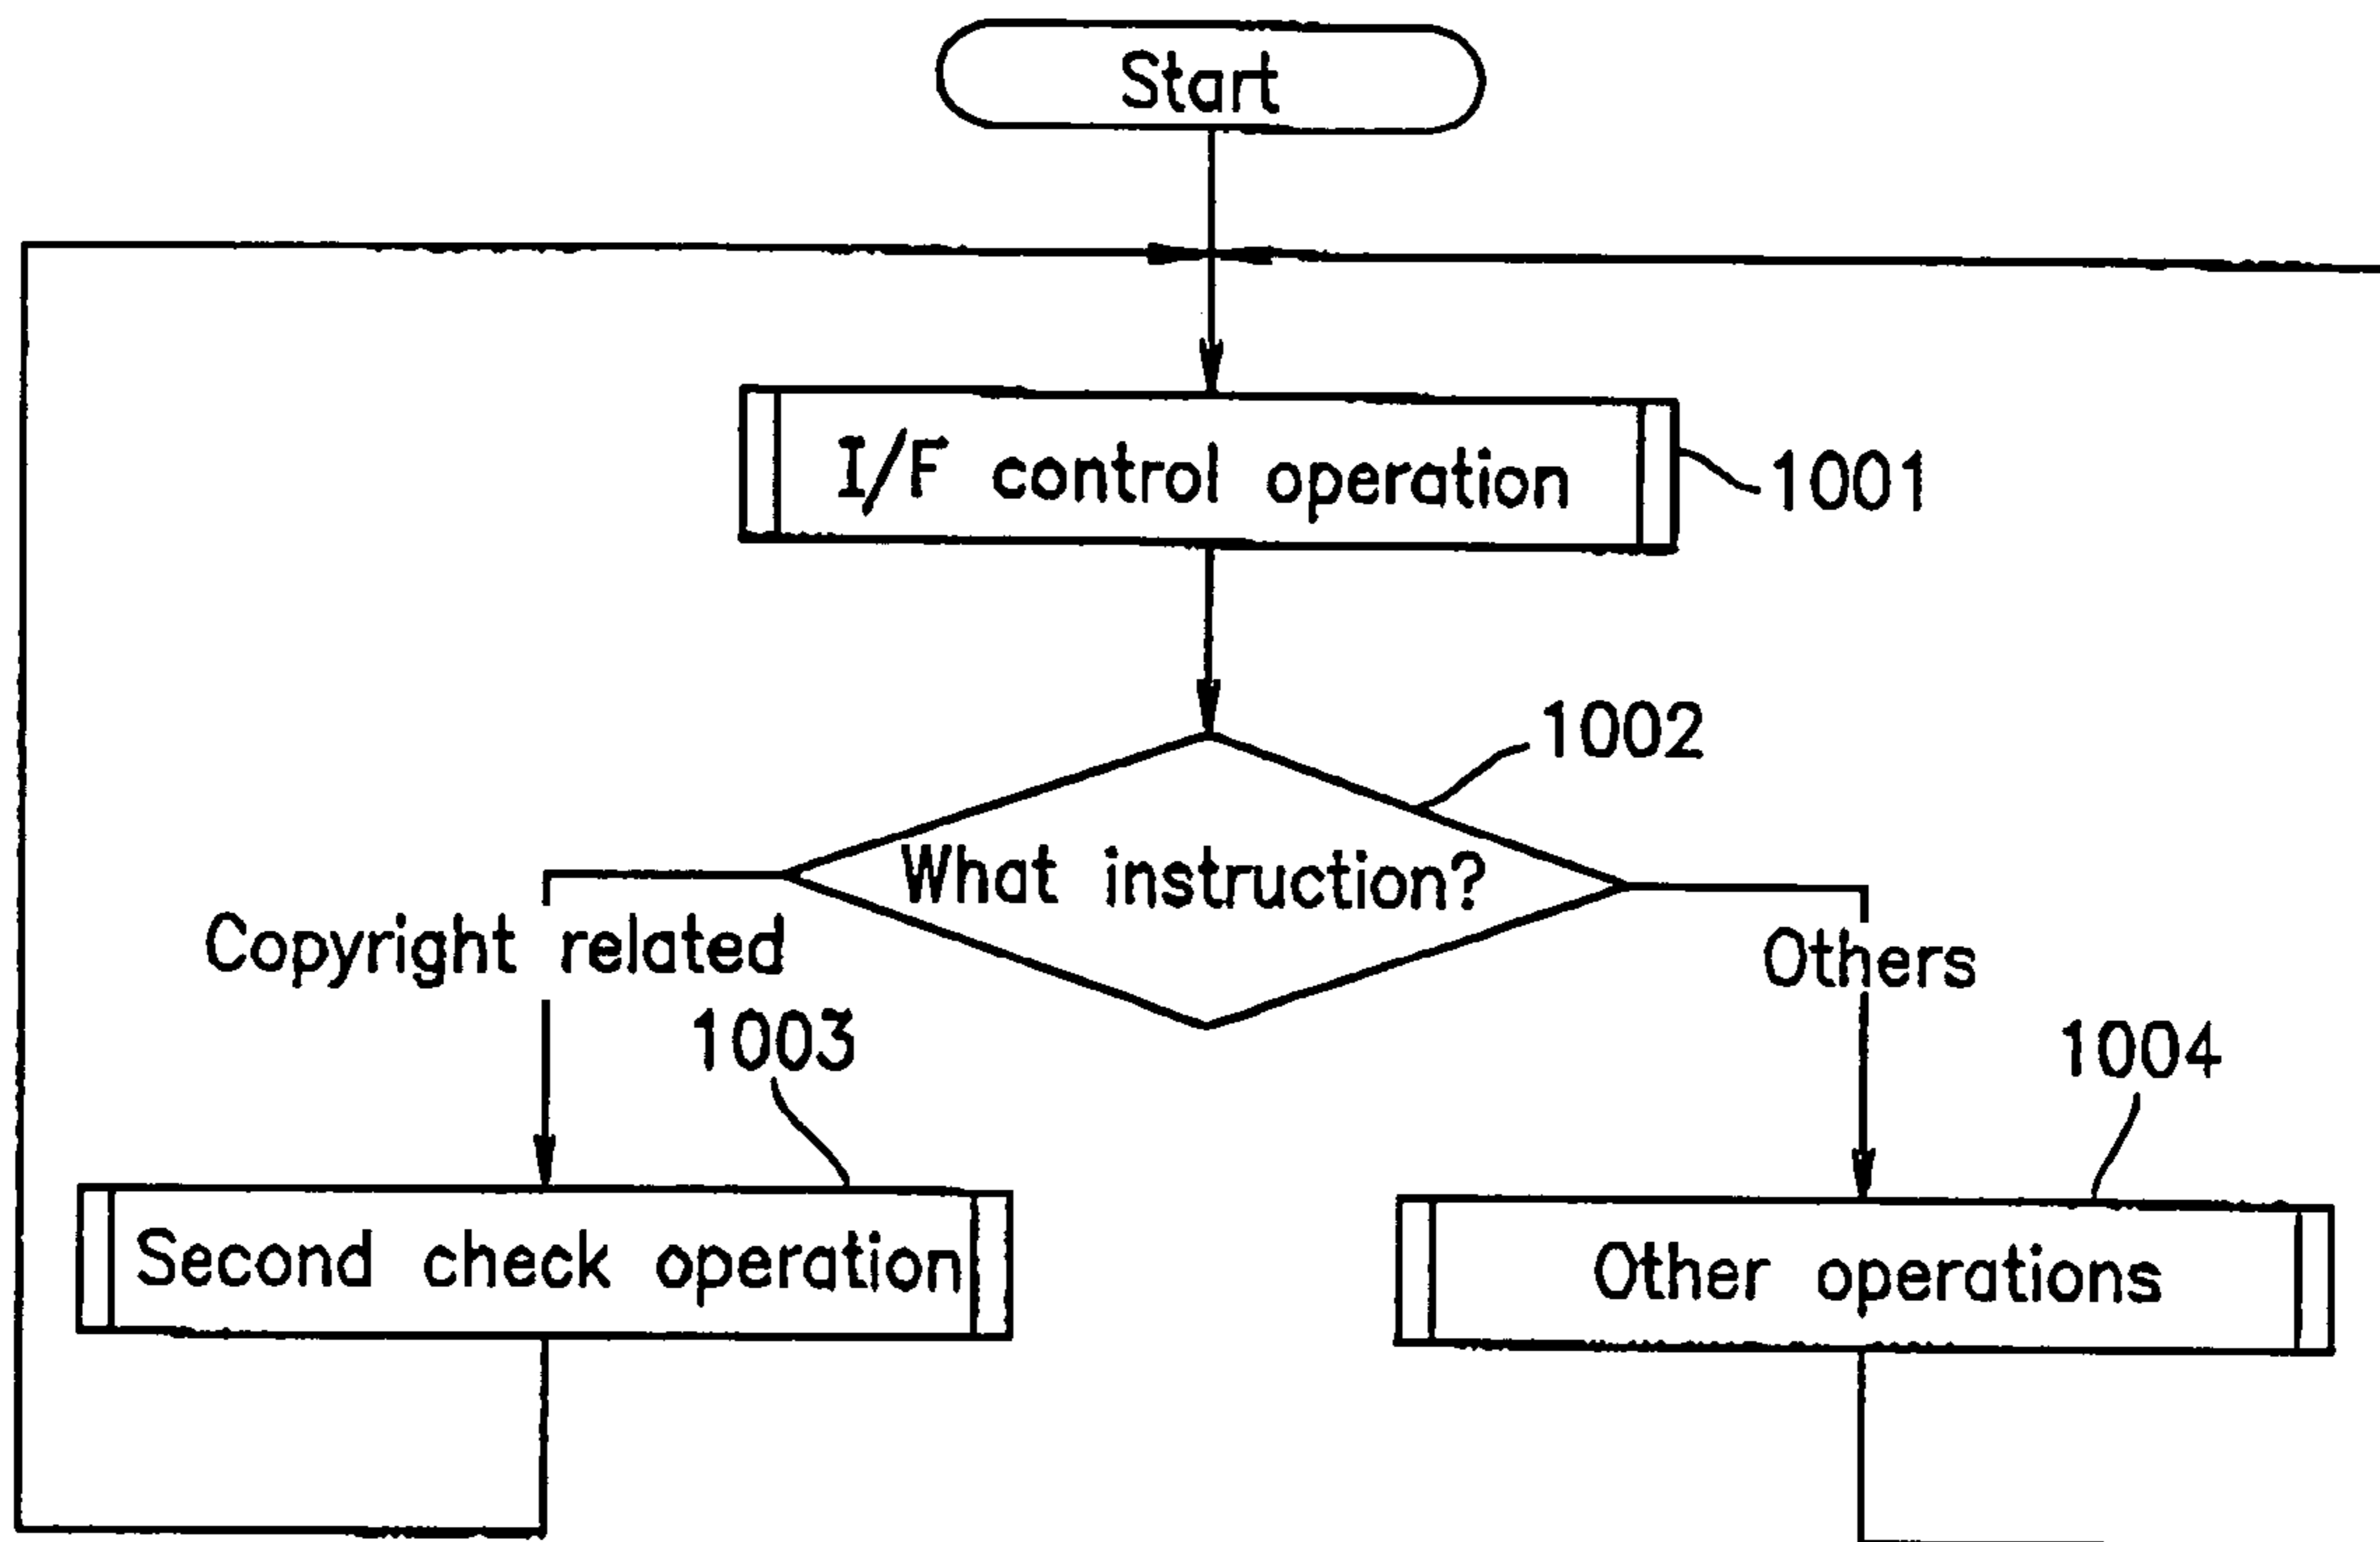 Start
I/F control operation
1001
1002
What instruction?
Copyright related
Others
1003
1004
Second check operation
Other operations